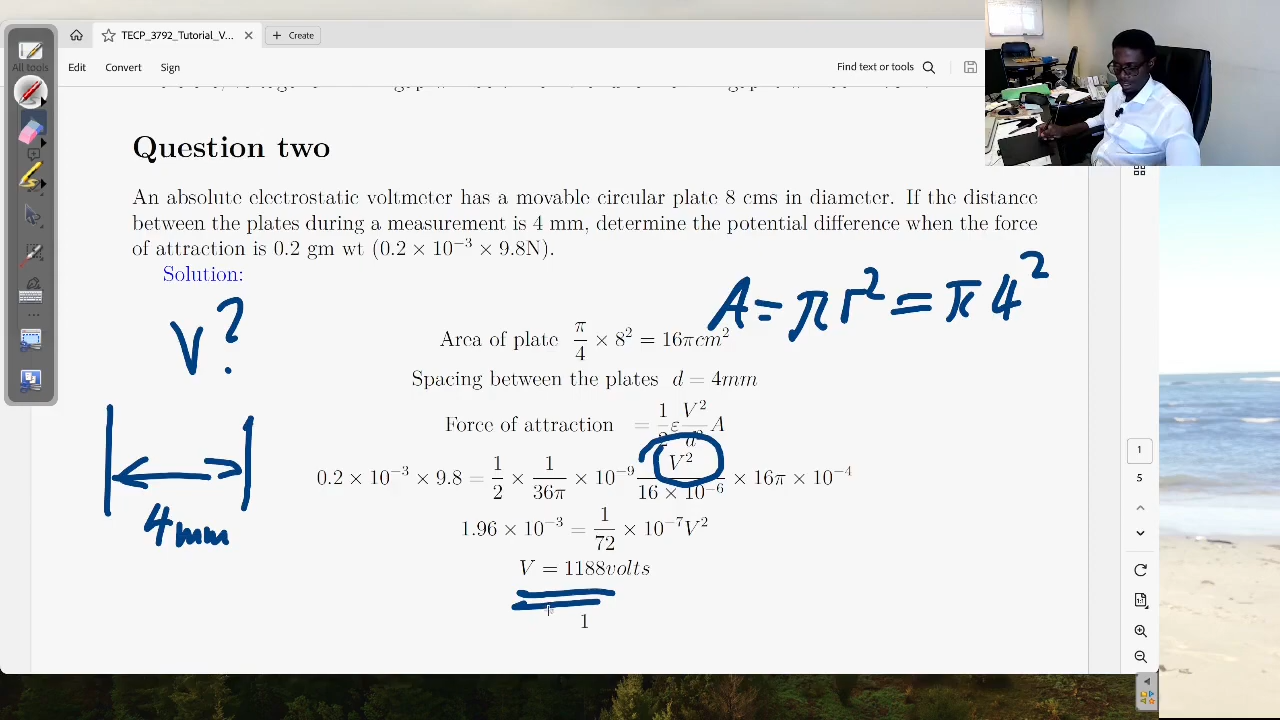 TECP_3792_Tutorial_V...
Create
All tools
Edit Convert Sign
Find text or tools
Question two
An absolute electrostatic voltmeter has a movable circular plate 8 cms in diameter. If the distance
between the plates during a measurement is 4 mm, determine the potential difference when the force
of attraction is 0.2 gm wt (0.2 × 10⁻³ × 9.8N).
Solution:
A = πr² = π4²
V?
Area of plate π/4 × 8² = 16πcm²
Spacing between the plates d = 4mm
Force of attraction = 1/2 ε V²/d² A
0.2 × 10⁻³ × 9.8 = 1/2 × 1/36π × 10⁻⁹ V²/16 × 10⁻⁶ × 16π × 10⁻⁴
4mm
1.96 × 10⁻³ = 1/72 × 10⁻⁷V²
V = 1188volts
1
1
5